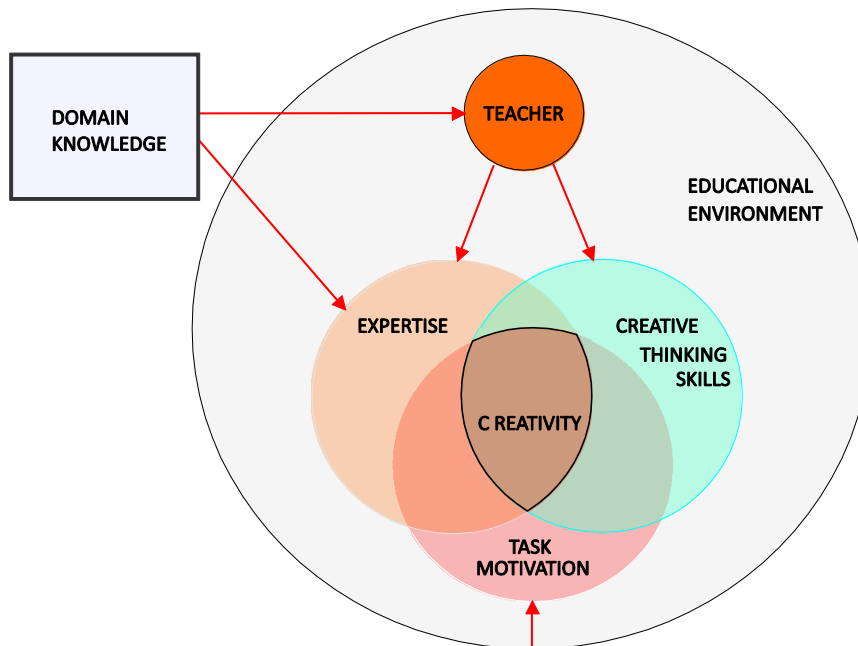 DOMAIN
KNOWLEDGE
TEACHER
EDUCATIONAL
ENVIRONMENT
EXPERTISE
CREATIVE
THINKING
SKILLS
C REATIVITY
TASK
MOTIVATION